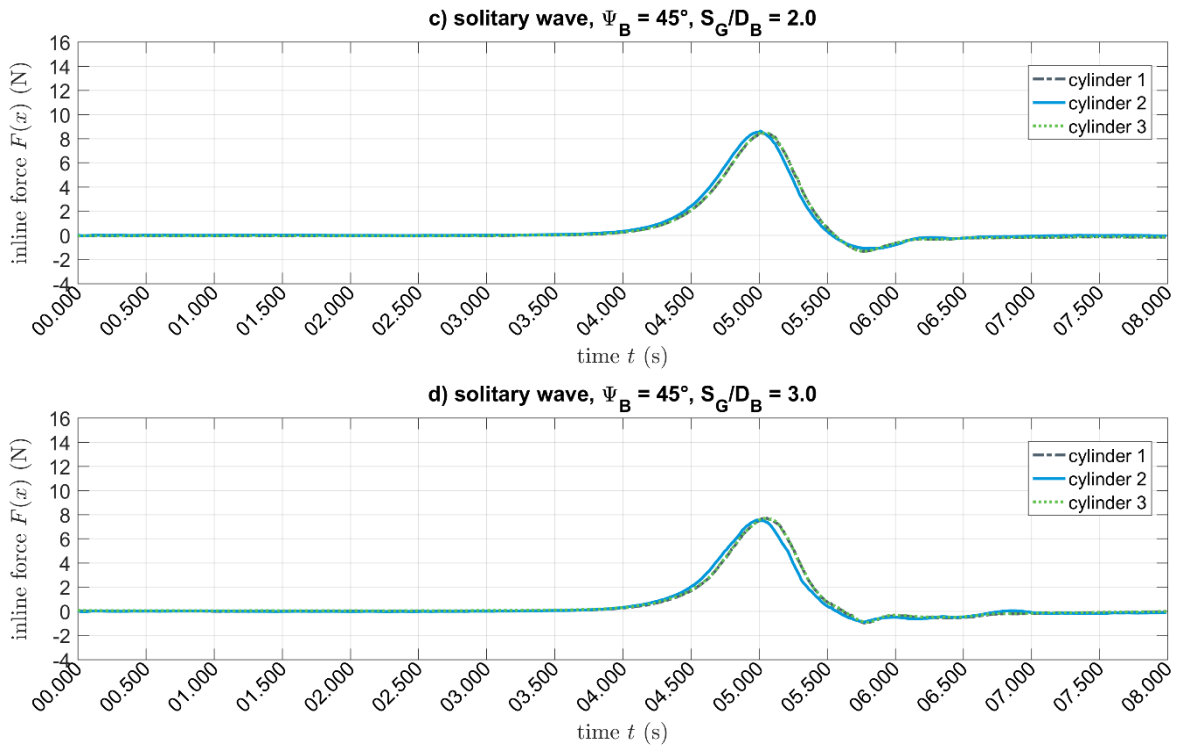 c) solitary wave, Ψ_B = 45°, S_G/D_B = 2.0
16
14
12
10
8
6
4
2
0
-2
-4
inline force F(x) (N)
cylinder 1
cylinder 2
cylinder 3
00.000 00.500 01.000 01.500 02.000 02.500 03.000 03.500 04.000 04.500 05.000 05.500 06.000 06.500 07.000 07.500 08.000
time t (s)
d) solitary wave, Ψ_B = 45°, S_G/D_B = 3.0
16
14
12
10
8
6
4
2
0
-2
-4
inline force F(x) (N)
cylinder 1
cylinder 2
cylinder 3
00.000 00.500 01.000 01.500 02.000 02.500 03.000 03.500 04.000 04.500 05.000 05.500 06.000 06.500 07.000 07.500 08.000
time t (s)